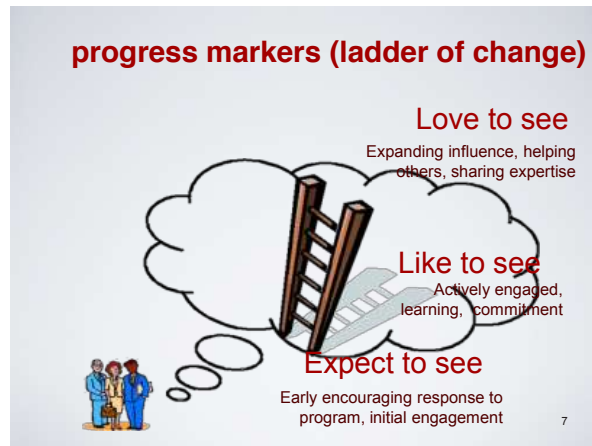 progress markers (ladder of change)
Love to see
Expanding influence, helping
others, sharing expertise
Like to see
Actively engaged,
learning, commitment
Expect to see
Early encouraging response to
program, initial engagement
7